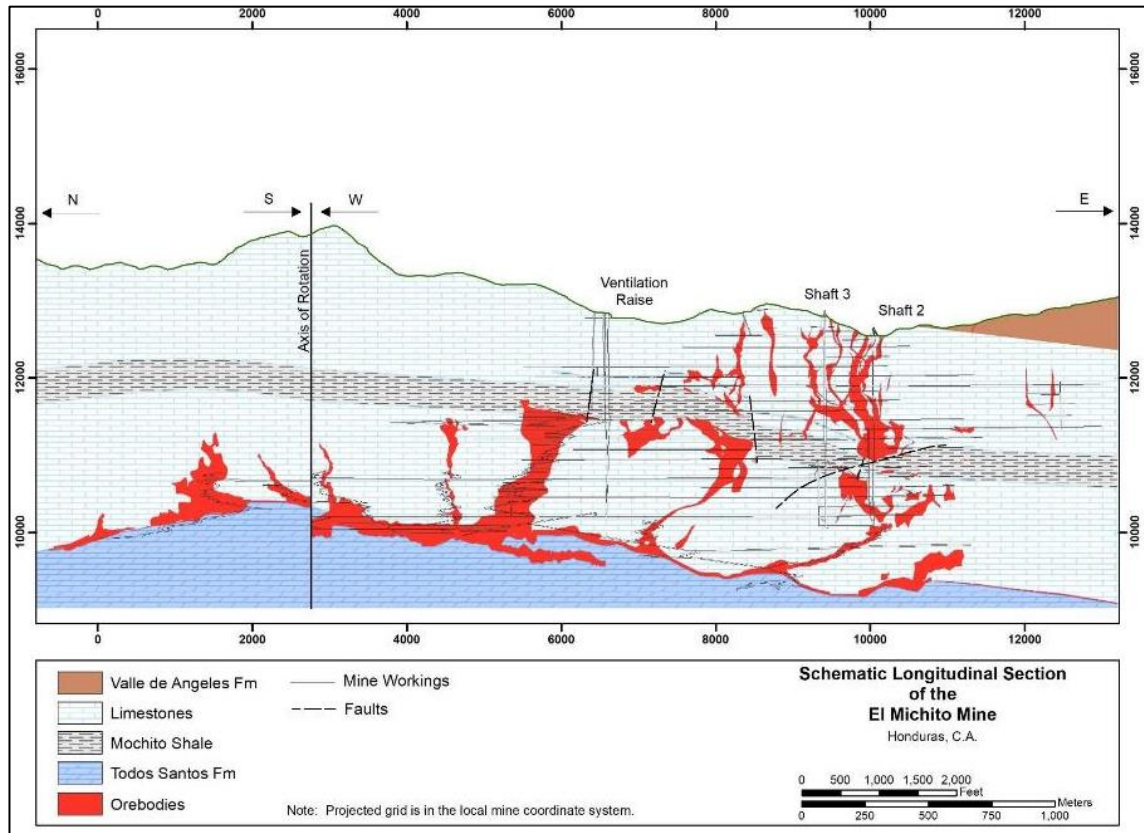 0 2000 4000 6000 8000 10000 12000
16000 16000
14000 14000
N S W E
Axis of Rotation
Ventilation
Raise
Shaft 3
Shaft 2
12000 12000
10000 10000
0 2000 4000 6000 8000 10000 12000
Valle de Angeles Fm
Limestones
Mochito Shale
Todos Santos Fm
Orebodies
Mine Workings
Faults
Note: Projected grid is in the local mine coordinate system.
Schematic Longitudinal Section
of the
El Michito Mine
Honduras, C.A.
0 500 1,000 1,500 2,000
Feet
Meters
0 250 500 750 1,000